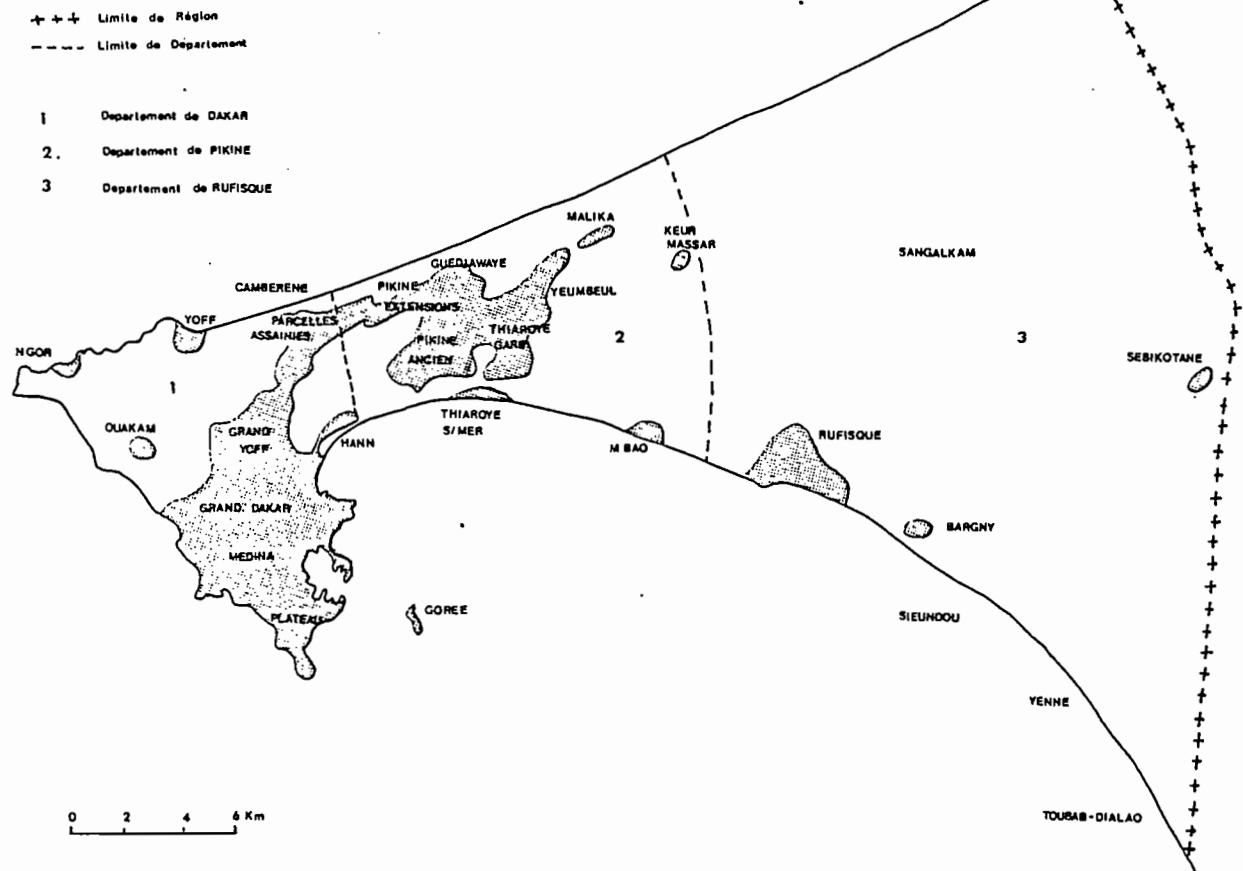 +++ Limite de Région
---- Limite de Département
1 Departement de DAKAR
2. Departement de PIKINE
3 Departement de RUFISQUE
MALIKA
KEUR
MASSAR
SANGALKAM
GUEDJAWAYE
CAMBERENE
PIKINE
EXTENSIONS
YEUMBEUL
YOFF
PARCELLES
ASSAINIES
THIAROYE
GARE
PIKINE
ANCIEN
2
3
NGOR
SEBIKOTANE
1
OUAKAM
GRAND
YOFF
HANN
THIAROYE
S/MER
M BAO
RUFISQUE
GRAND DAKAR
BARGNY
MEDINA
GOREE
PLATEAU
SIEUNDOU
YENNE
TOUBAB-DIALAO
0 2 4 6 Km